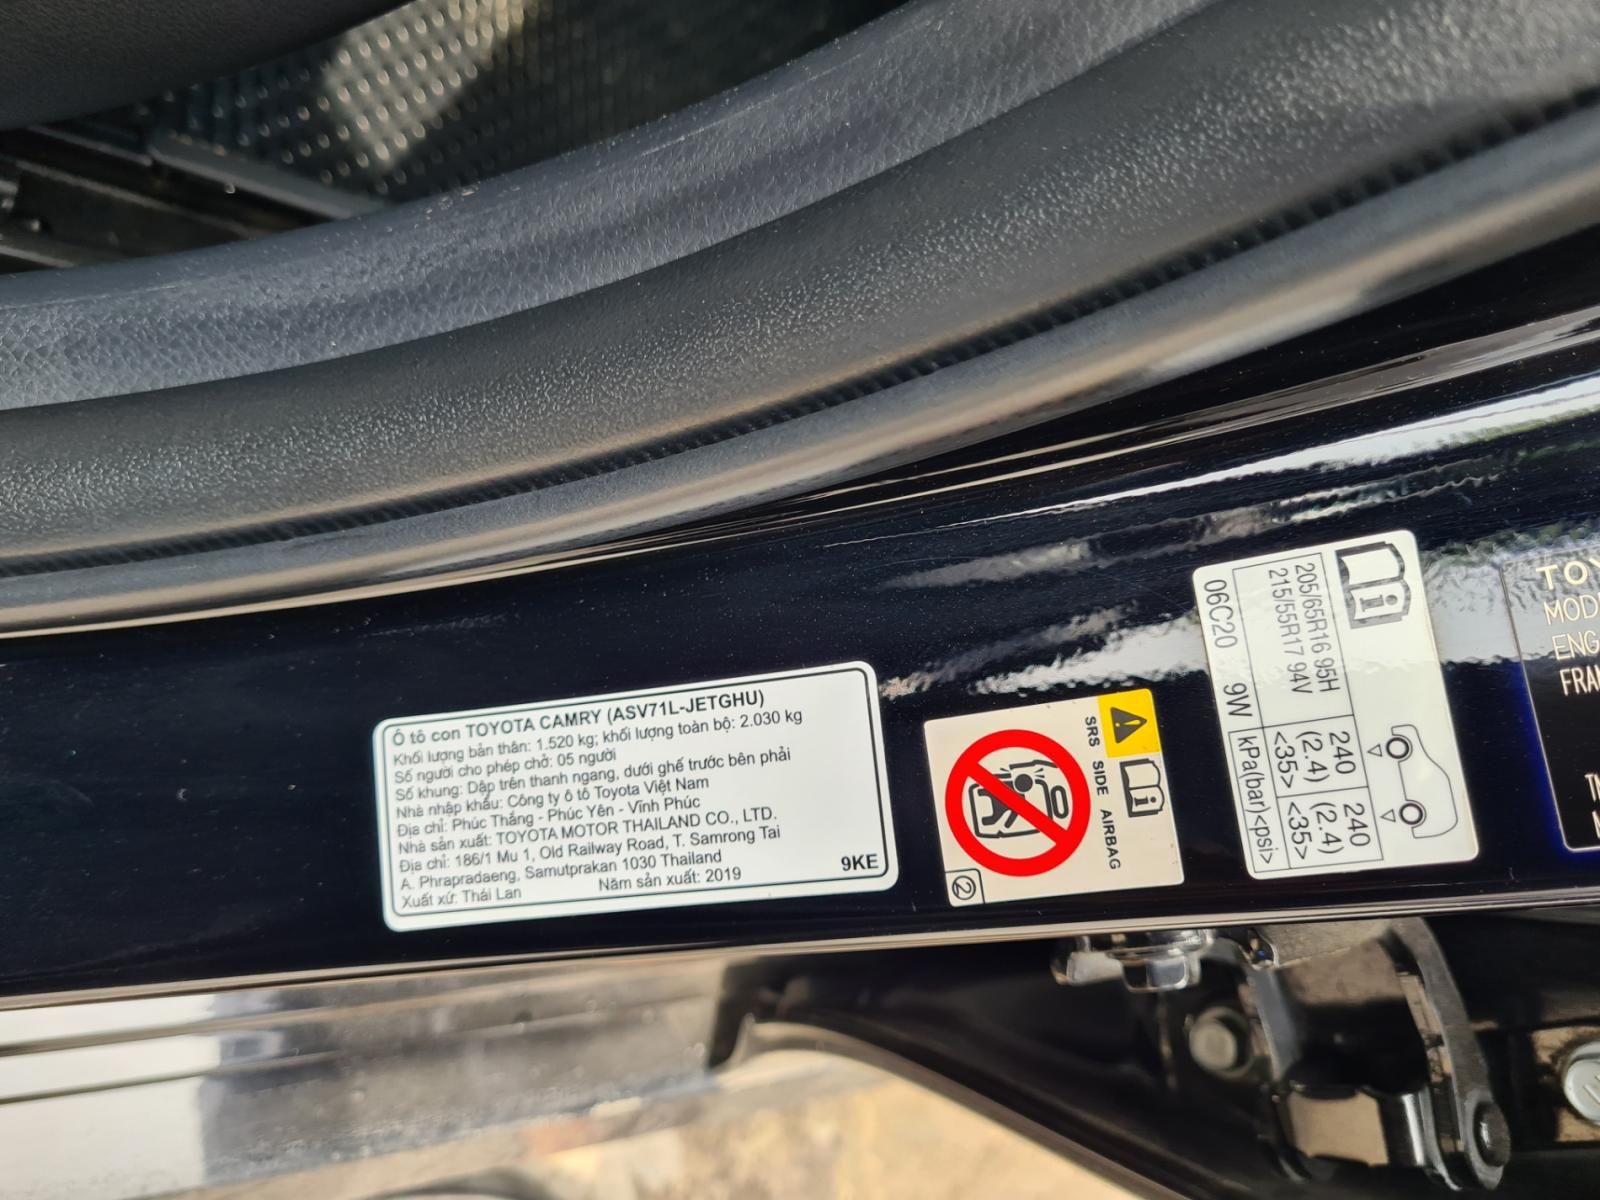 Ô tô con TOYOTA CAMRY (ASV71L-JETGHU)
Khối lượng bản thân: 1.520 kg; khối lượng toàn bộ: 2.030 kg
Số người cho phép chở: 05 người
Số khung: Dập trên thanh ngang, dưới ghế trước bên phải
Nhà nhập khẩu: Công ty ô tô Toyota Việt Nam
Địa chỉ: Phúc Thắng - Phúc Yên - Vĩnh Phúc
Nhà sản xuất: TOYOTA MOTOR THAILAND CO., LTD.
Địa chỉ: 186/1 Mu 1, Old Railway Road, T. Samrong Tai
A. Phrapradaeng, Samutprakan 1030 Thailand
Xuất xứ: Thái Lan Năm sản xuất: 2019
9KE
SRS SIDE AIRBAG
2
205/65R16 95H
215/55R17 94V
240 (2.4) <35>
240 (2.4) <35>
06C20 9W kPa(bar)<psi>